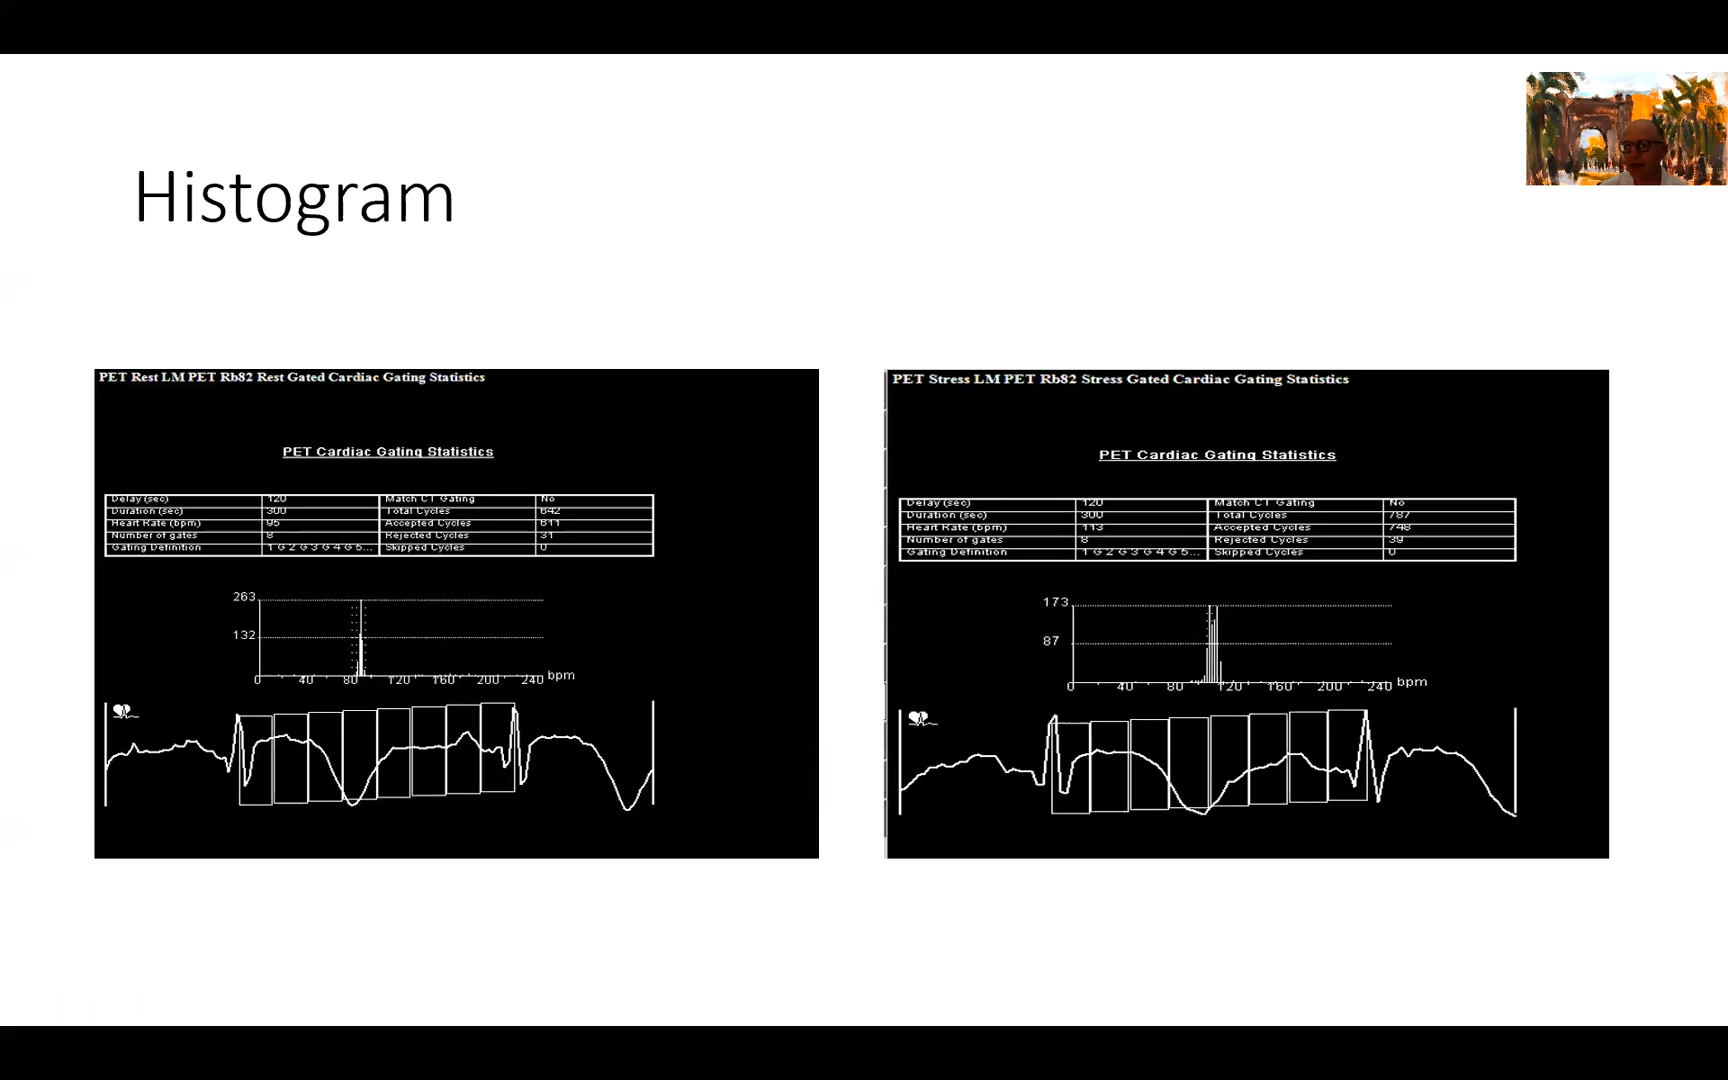 Histogram
PET Rest LM PET Rb82 Rest Gated Cardiac Gating Statistics
PET Cardiac Gating Statistics
Delay (sec) 120 Match CT Gating No
Duration (sec) 300 Total Cycles 642
Heart Rate (bpm) 95 Accepted Cycles 611
Number of gates 8 Rejected Cycles 31
Gating Definition 1 G 2 G 3 G 4 G 5... Skipped Cycles 0
263
132
0 40 80 120 160 200 240 bpm
PET Stress LM PET Rb82 Stress Gated Cardiac Gating Statistics
PET Cardiac Gating Statistics
Delay (sec) 120 Match CT Gating No
Duration (sec) 300 Total Cycles 787
Heart Rate (bpm) 113 Accepted Cycles 748
Number of gates 8 Rejected Cycles 39
Gating Definition 1 G 2 G 3 G 4 G 5... Skipped Cycles 0
173
87
0 40 80 120 160 200 240 bpm